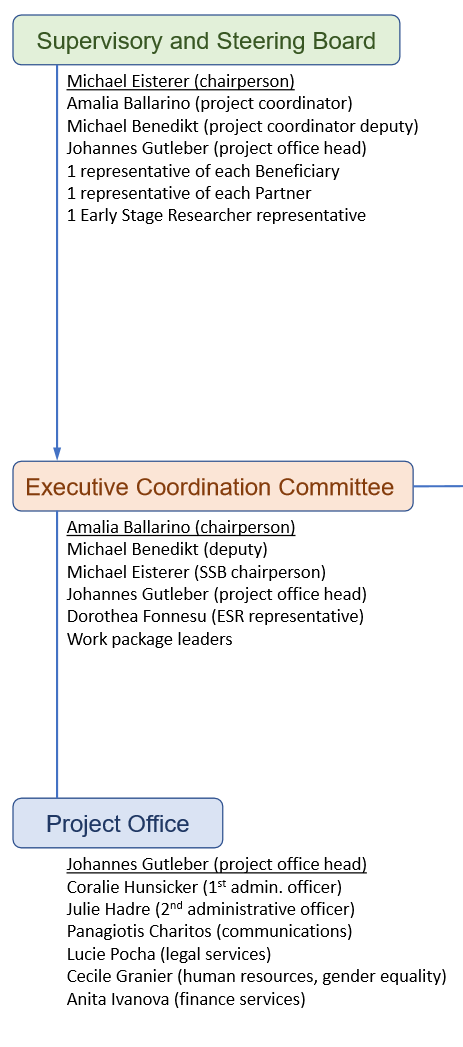 Supervisory and Steering Board
Michael Eisterer (chairperson)
Amalia Ballarino (project coordinator)
Michael Benedikt (project coordinator deputy)
Johannes Gutleber (project office head)
1 representative of each Beneficiary
1 representative of each Partner
1 Early Stage Researcher representative
Executive Coordination Committee
Amalia Ballarino (chairperson)
Michael Benedikt (deputy)
Michael Eisterer (SSB chairperson)
Johannes Gutleber (project office head)
Dorothea Fonnesu (ESR representative)
Work package leaders
Project Office
Johannes Gutleber (project office head)
Coralie Hunsicker (1st admin. officer)
Julie Hadre (2nd administrative officer)
Panagiotis Charitos (communications)
Lucie Pocha (legal services)
Cecile Granier (human resources, gender equality)
Anita Ivanova (finance services)